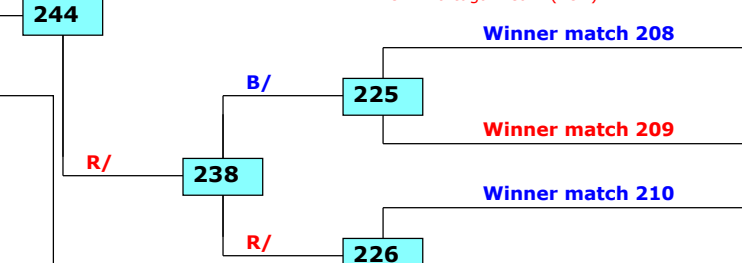 244
Winner match 208
B/
225
Winner match 209
R/
238
Winner match 210
R/
226